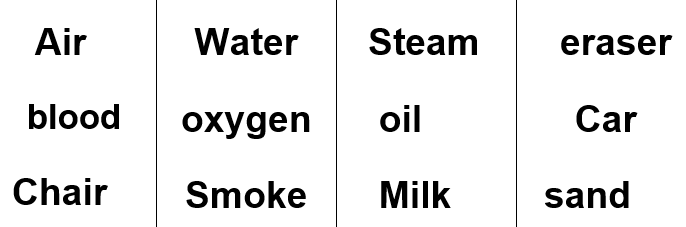 Air Water Steam eraser
blood oxygen oil Car
Chair Smoke Milk sand